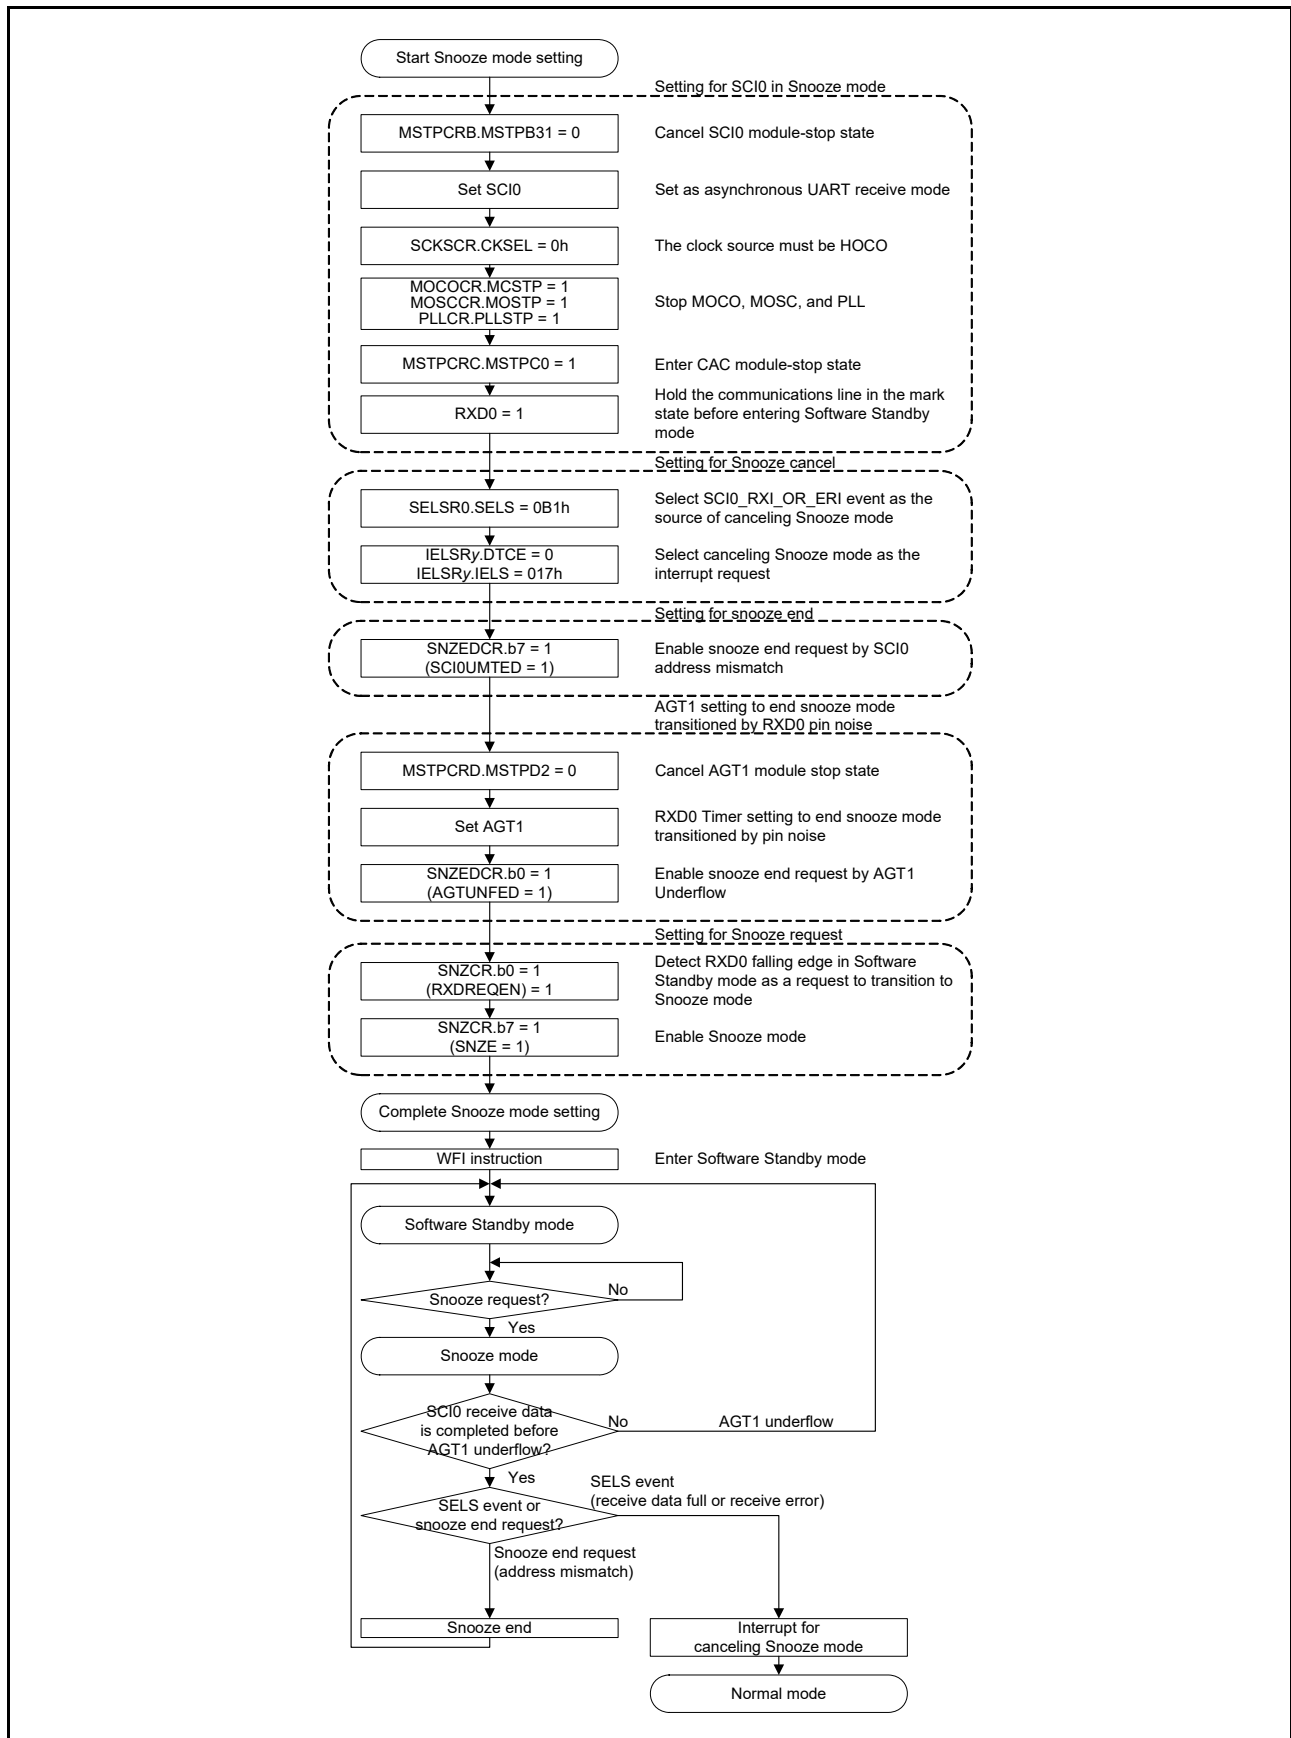 Start Snooze mode setting
Setting for SCI0 in Snooze mode
MSTPCRB.MSTPB31 = 0
Cancel SCI0 module-stop state
Set SCI0
Set as asynchronous UART receive mode
SCKSCR.CKSEL = 0h
The clock source must be HOCO
MOCOCR.MCSTP = 1
MOSCCR.MOSTP = 1
PLLCR.PLLSTP = 1
Stop MOCO, MOSC, and PLL
MSTPCRC.MSTPC0 = 1
Enter CAC module-stop state
RXD0 = 1
Hold the communications line in the mark
state before entering Software Standby
mode
Setting for Snooze cancel
SELSR0.SELS = 0B1h
Select SCI0_RXI_OR_ERI event as the
source of canceling Snooze mode
IELSRy.DTCE = 0
IELSRy.IELS = 017h
Select canceling Snooze mode as the
interrupt request
Setting for snooze end
SNZEDCR.b7 = 1
(SCI0UMTED = 1)
Enable snooze end request by SCI0
address mismatch
AGT1 setting to end snooze mode
transitioned by RXD0 pin noise
MSTPCRD.MSTPD2 = 0
Cancel AGT1 module stop state
Set AGT1
RXD0 Timer setting to end snooze mode
transitioned by pin noise
SNZEDCR.b0 = 1
(AGTUNFED = 1)
Enable snooze end request by AGT1
Underflow
Setting for Snooze request
SNZCR.b0 = 1
(RXDREQEN) = 1
Detect RXD0 falling edge in Software
Standby mode as a request to transition to
Snooze mode
SNZCR.b7 = 1
(SNZE = 1)
Enable Snooze mode
Complete Snooze mode setting
WFI instruction
Enter Software Standby mode
Software Standby mode
Snooze request?
No
Yes
Snooze mode
SCI0 receive data
is completed before
AGT1 underflow?
No
AGT1 underflow
Yes
SELS event
(receive data full or receive error)
SELS event or
snooze end request?
Snooze end request
(address mismatch)
Snooze end
Interrupt for
canceling Snooze mode
Normal mode